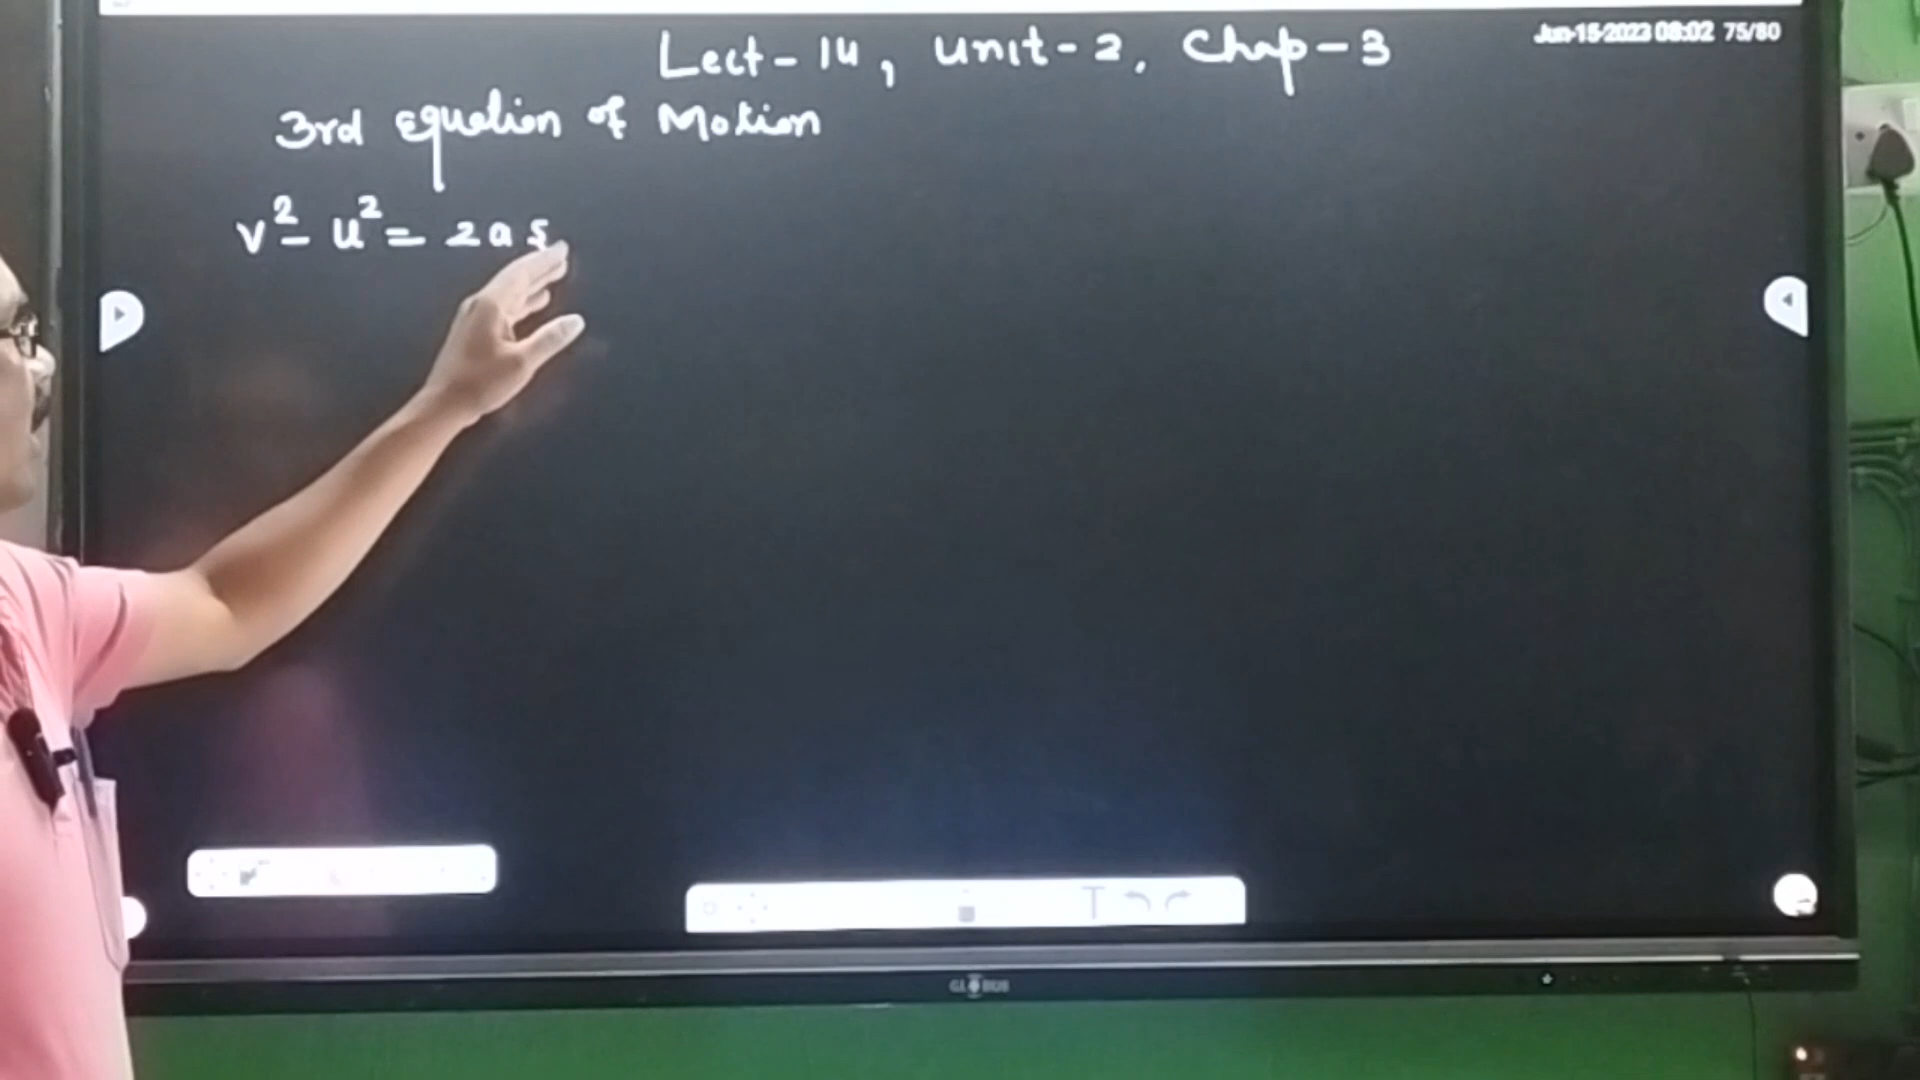 Lect-14, Unit-2, Chap-3
Jun-15-2023 08:02 75/80
3rd Equation of Motion
v²- u²= 2as
T
GLOBUS